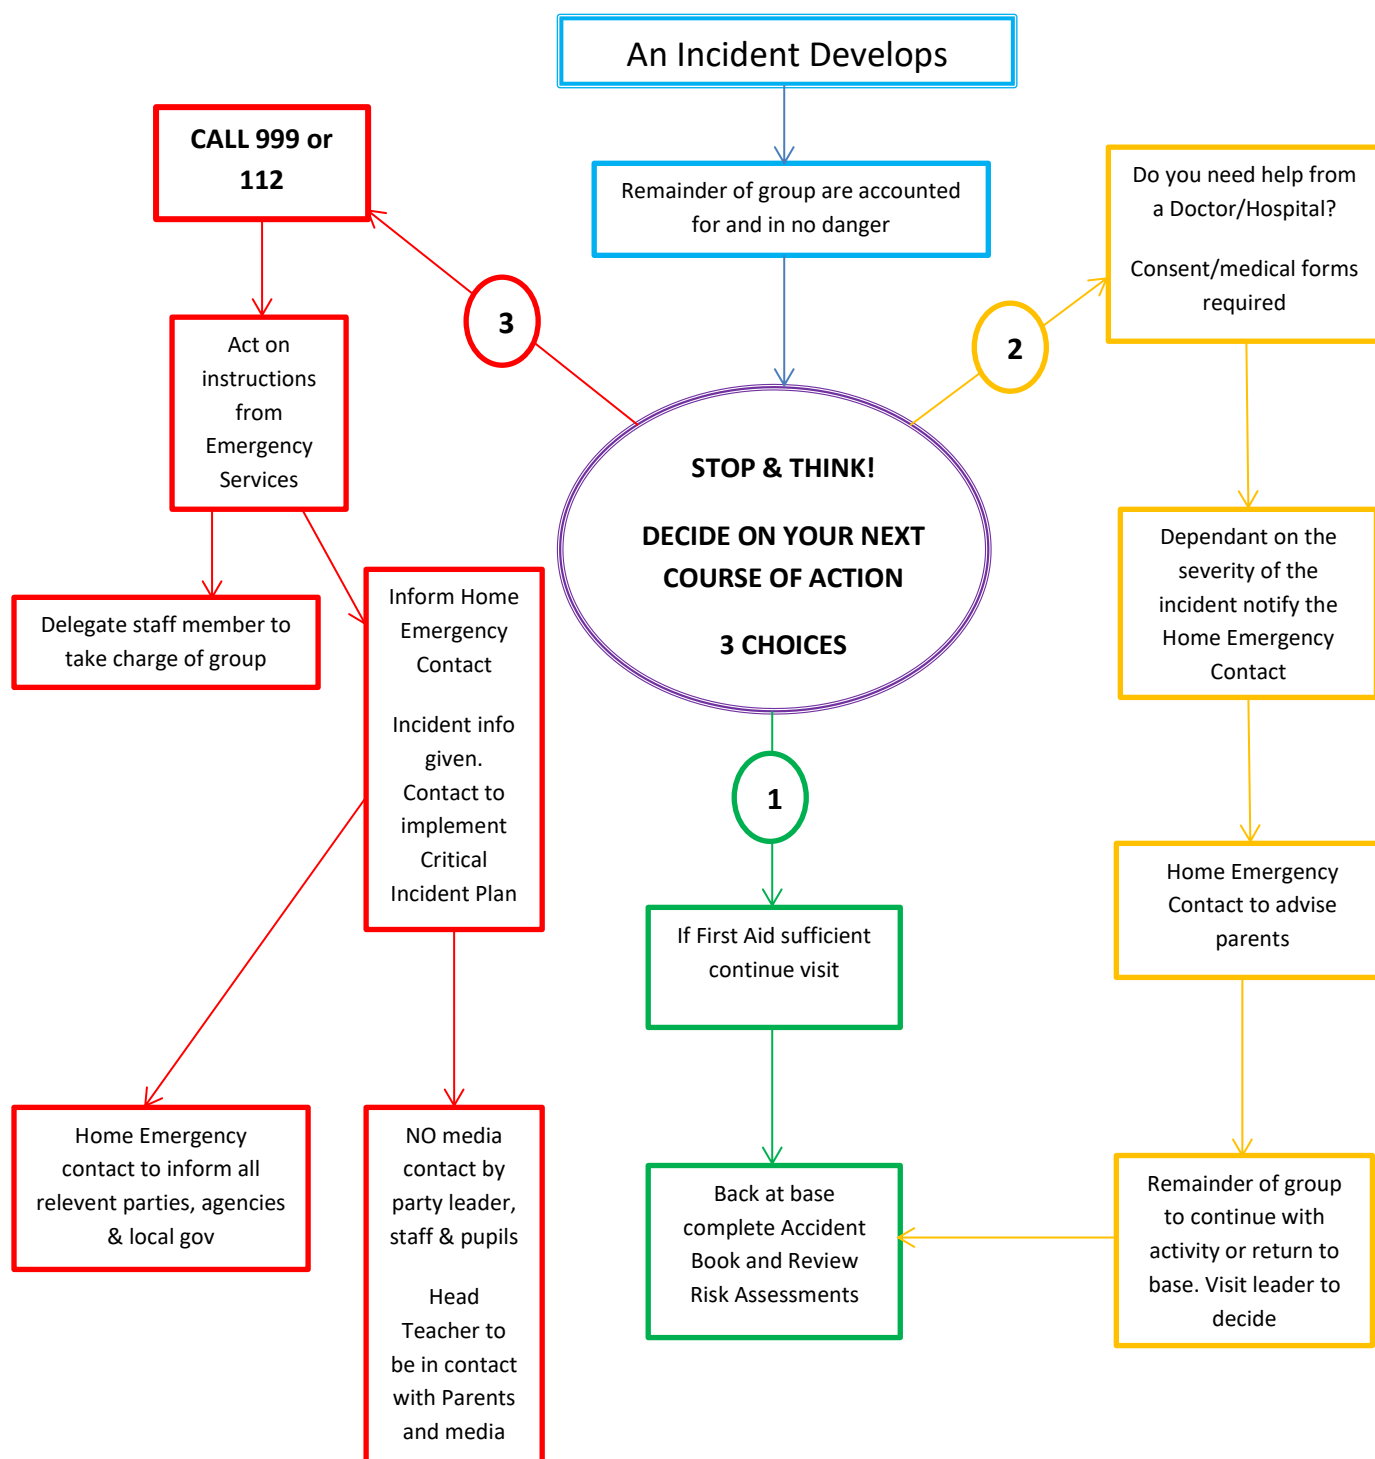 An Incident Develops
CALL 999 or
112
Remainder of group are accounted
for and in no danger
Do you need help from
a Doctor/Hospital?
Consent/medical forms
required
3
2
Act on
instructions
from
Emergency
Services
STOP & THINK!
DECIDE ON YOUR NEXT
COURSE OF ACTION
3 CHOICES
Dependant on the
severity of the
incident notify the
Home Emergency
Contact
Delegate staff member to
take charge of group
Inform Home
Emergency
Contact
Incident info
given.
Contact to
implement
Critical
Incident Plan
1
If First Aid sufficient
continue visit
Home Emergency
Contact to advise
parents
Home Emergency
contact to inform all
relevent parties, agencies
& local gov
NO media
contact by
party leader,
staff & pupils
Head
Teacher to
be in contact
with Parents
and media
Back at base
complete Accident
Book and Review
Risk Assessments
Remainder of group
to continue with
activity or return to
base. Visit leader to
decide